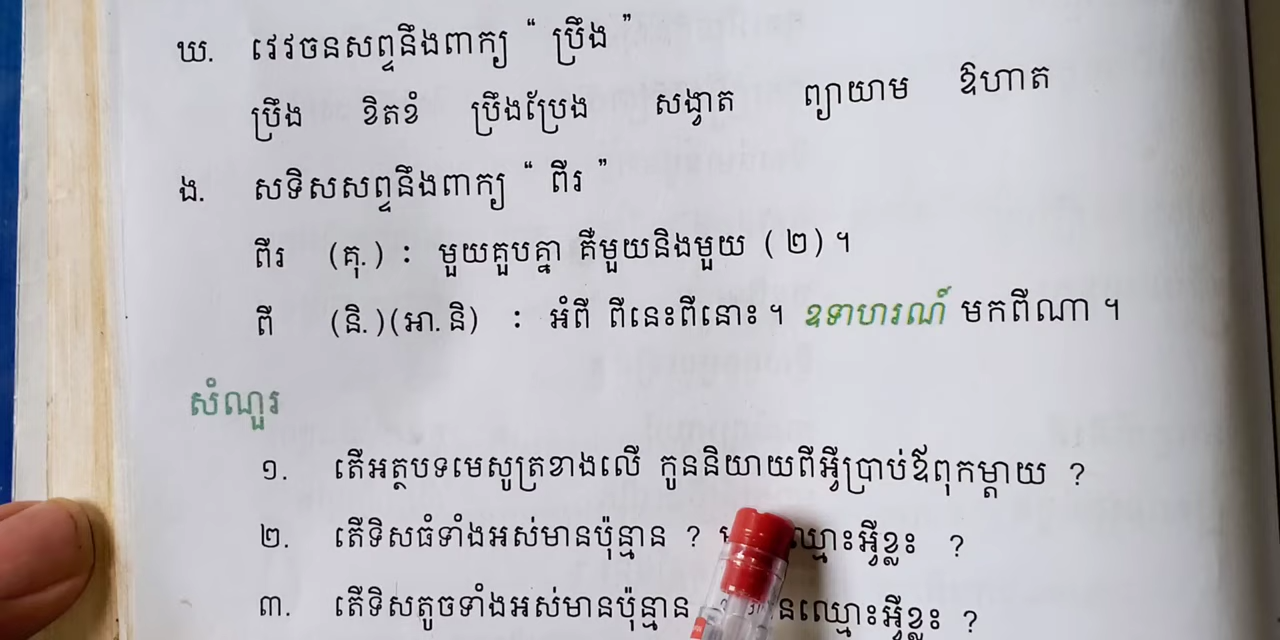 ឃ. វេវចនសព្ទនឹងពាក្យ “ ប្រឹង ”
ប្រឹង ខិតខំ ប្រឹងប្រែង សង្វាត ព្យាយាម ឱហាត
ង. សទិសសព្ទនឹងពាក្យ “ ពីរ ”
ពីរ (គុ.) : មួយគួបគ្នា គឺមួយនិងមួយ ( ២) ។
ពី (និ.)(អា. និ) : អំពី ពីនេះពីនោះ ។ ឧទាហរណ៍ មកពីណា ។
សំណួរ
១. តើអត្ថបទមេសូត្រខាងលើ កូននិយាយពីអ្វីប្រាប់ឪពុកម្តាយ ?
២. តើទិសធំទាំងអស់មានប៉ុន្មាន ? ឈ្មោះអ្វីខ្លះ ?
៣. តើទិសតូចទាំងអស់មានប៉ុន្មាន ឈ្មោះអ្វីខ្លះ ?